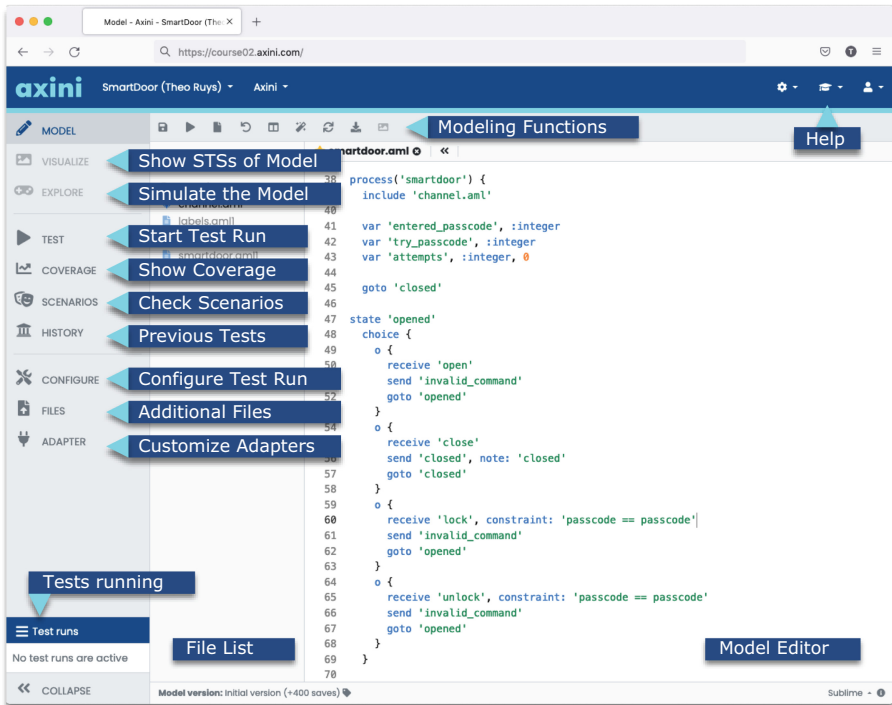 Model - Axini - SmartDoor (Theo
https://course02.axini.com/
axini SmartDoor (Theo Ruys) Axini
Modeling Functions
Help
MODEL
VISUALIZE
Show STSs of Model
EXPLORE
Simulate the Model
TEST
Start Test Run
COVERAGE
Show Coverage
SCENARIOS
Check Scenarios
HISTORY
Previous Tests
CONFIGURE
Configure Test Run
FILES
Additional Files
ADAPTER
Customize Adapters
Tests running
Test runs
No test runs are active
COLLAPSE
channel.aml
labels.aml1
smartdoor.aml1
File List
smartdoor.aml
38 process('smartdoor') {
include 'channel.aml'
40
41 var 'entered_passcode', :integer
42 var 'try_passcode', :integer
43 var 'attempts', :integer, 0
44
45 goto 'closed'
46
47 state 'opened'
48 choice {
49 o {
50 receive 'open'
send 'invalid_command'
52 goto 'opened'
}
54 o {
receive 'close'
56 send 'closed', note: 'closed'
57 goto 'closed'
58 }
59 o {
60 receive 'lock', constraint: 'passcode == passcode'
61 send 'invalid_command'
62 goto 'opened'
63 }
64 o {
65 receive 'unlock', constraint: 'passcode == passcode'
66 send 'invalid_command'
67 goto 'opened'
68 }
69 }
70
Model Editor
Model version: Initial version (+400 saves)
Sublime